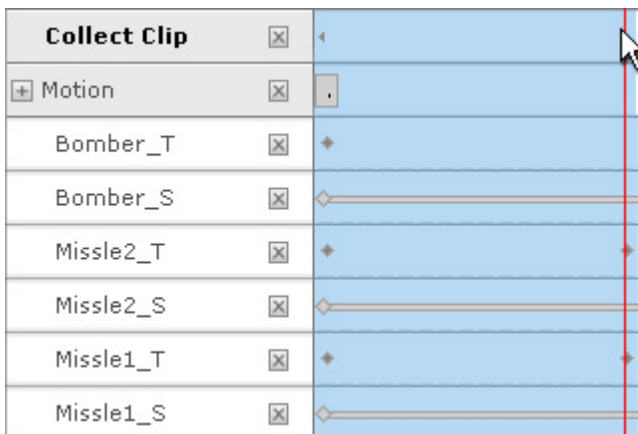 Collect Clip
Motion
Bomber_T
Bomber_S
Missle2_T
Missle2_S
Missle1_T
Missle1_S